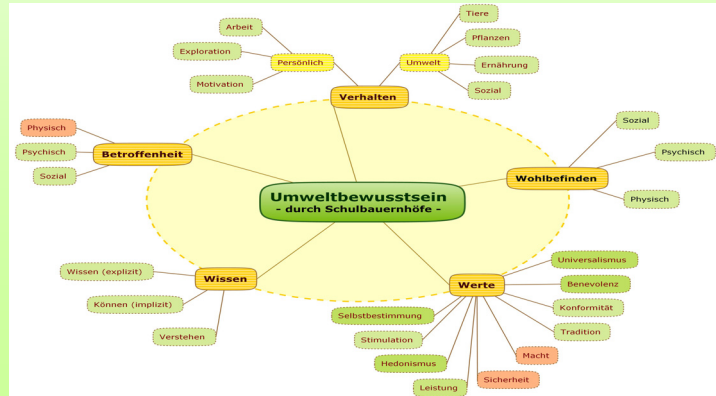 Umweltbewusstsein
- durch Schulbauernhöfe -
Verhalten
Persönlich
Arbeit
Exploration
Motivation
Umwelt
Tiere
Pflanzen
Ernährung
Sozial
Wohlbefinden
Sozial
Psychisch
Physisch
Werte
Universalismus
Benevolenz
Konformität
Tradition
Macht
Sicherheit
Leistung
Hedonismus
Stimulation
Selbstbestimmung
Wissen
Wissen (explizit)
Können (implizit)
Verstehen
Betroffenheit
Physisch
Psychisch
Sozial